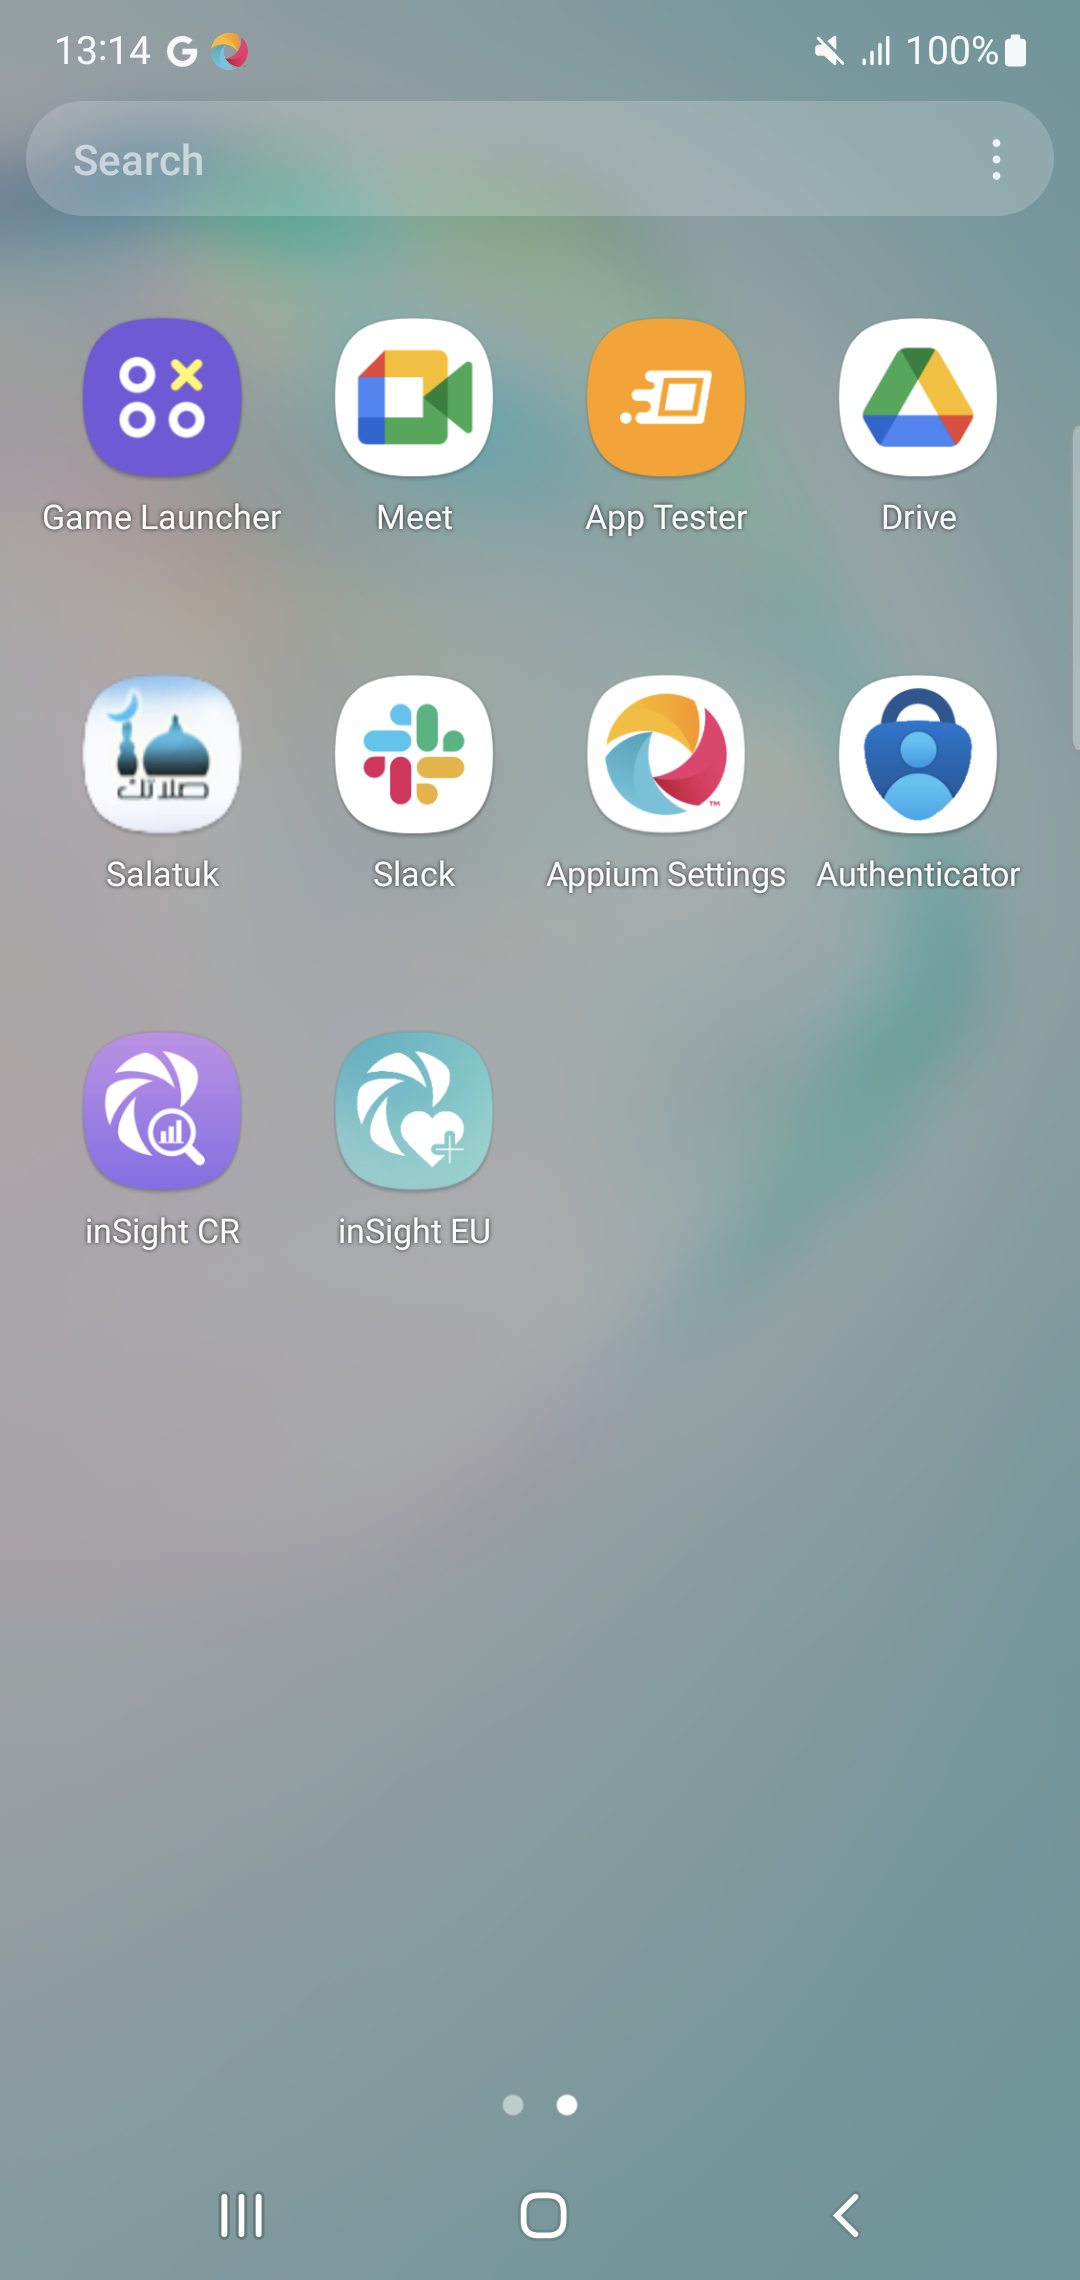 13:14 G 100%
Search
Game Launcher Meet App Tester Drive
صلاتك
TM
Salatuk Slack Appium Settings Authenticator
inSight CR inSight EU